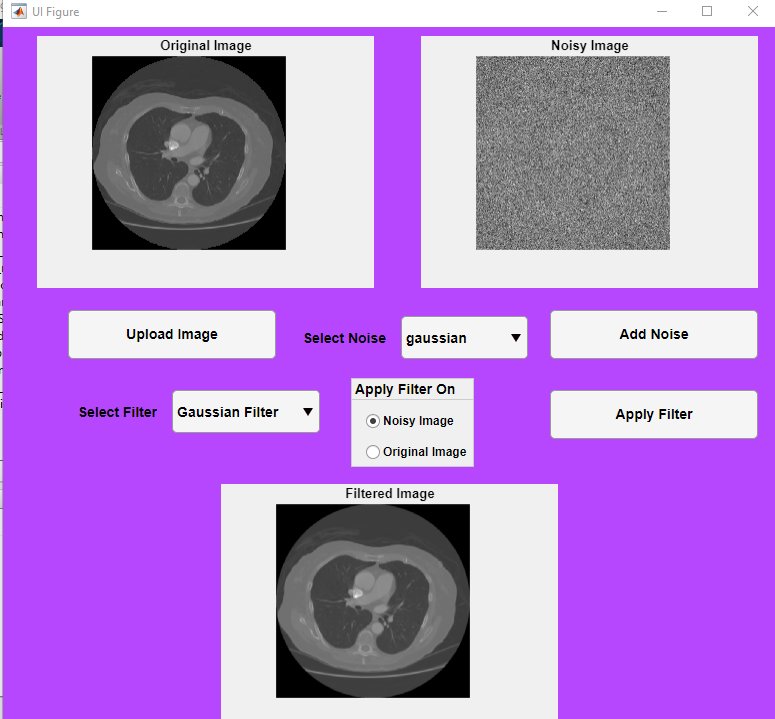 UI Figure
Original Image
Noisy Image
Upload Image
Select Noise
gaussian
Add Noise
Select Filter
Gaussian Filter
Apply Filter On
Noisy Image
Original Image
Apply Filter
Filtered Image